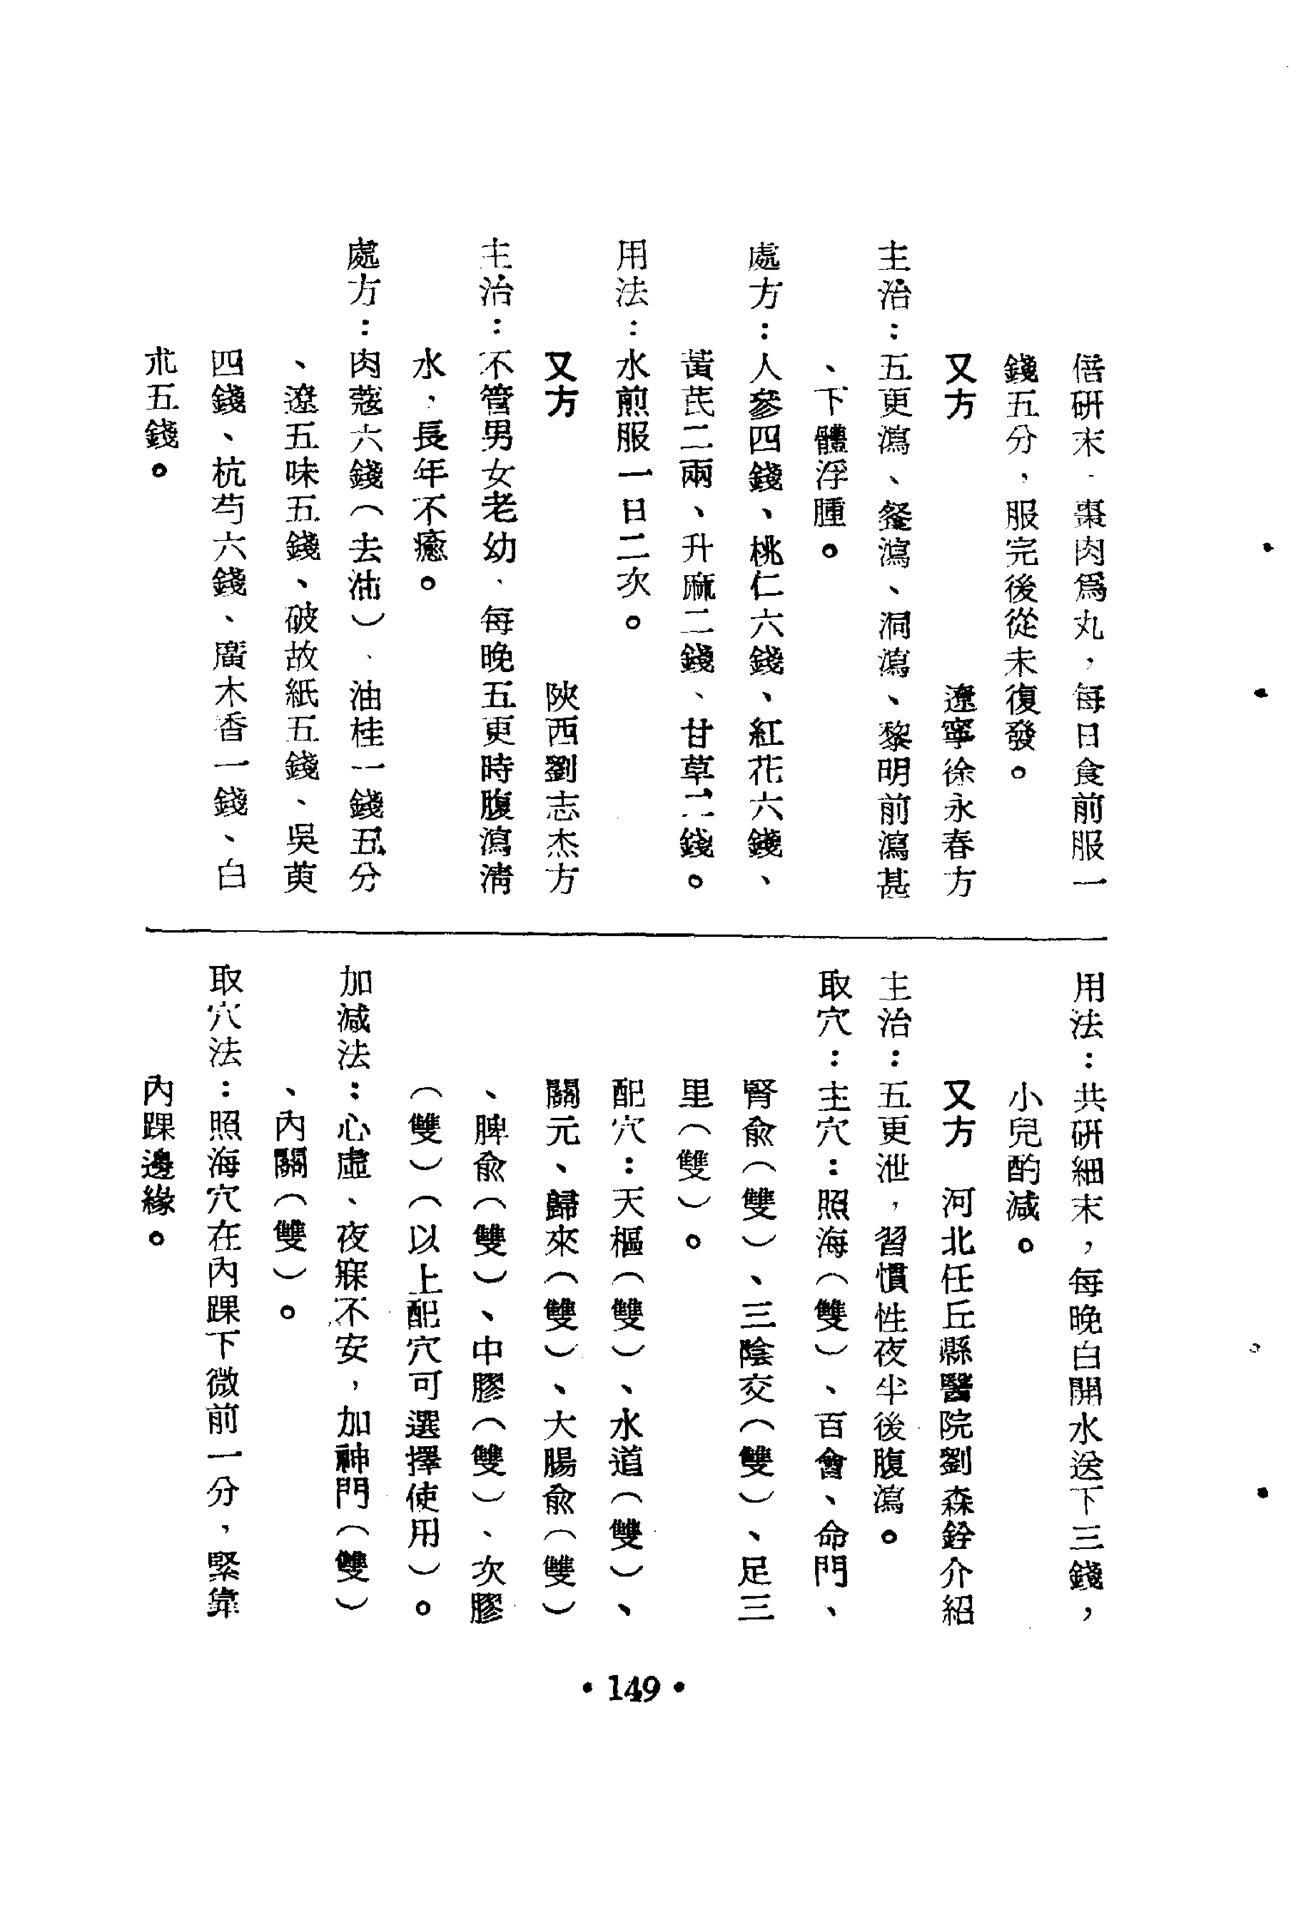 倍研末，棗肉爲丸，每日食前服一
錢五分，服完後從未復發。
又方　遼寧徐永春方
主治：五更瀉、飱瀉、洞瀉、黎明前瀉甚
、下體浮腫。
處方：人參四錢、桃仁六錢、紅花六錢、
黃芪二兩、升麻二錢、甘草二錢。
用法：水煎服一日二次。
又方　陝西劉志杰方
主治：不管男女老幼，每晚五更時腹瀉清
水，長年不癒。
處方：肉蔻六錢（去油）、油桂一錢五分
、遼五味五錢、破故紙五錢、吳萸
四錢、杭芍六錢、廣木香一錢、白
朮五錢。
用法：共研細末，每晚白開水送下三錢，
小兒酌減。
又方　河北任丘縣醫院劉森銓介紹
主治：五更泄，習慣性夜半後腹瀉。
取穴：主穴：照海（雙）、百會、命門、
腎俞（雙）、三陰交（雙）、足三
里（雙）。
配穴：天樞（雙）、水道（雙）、
關元、歸來（雙）、大腸俞（雙）
、脾俞（雙）、中膠（雙）、次膠
（雙）（以上配穴可選擇使用）。
加減法：心虛、夜寐不安，加神門（雙）
、內關（雙）。
取穴法：照海穴在內踝下微前一分，緊靠
內踝邊緣。
•149•